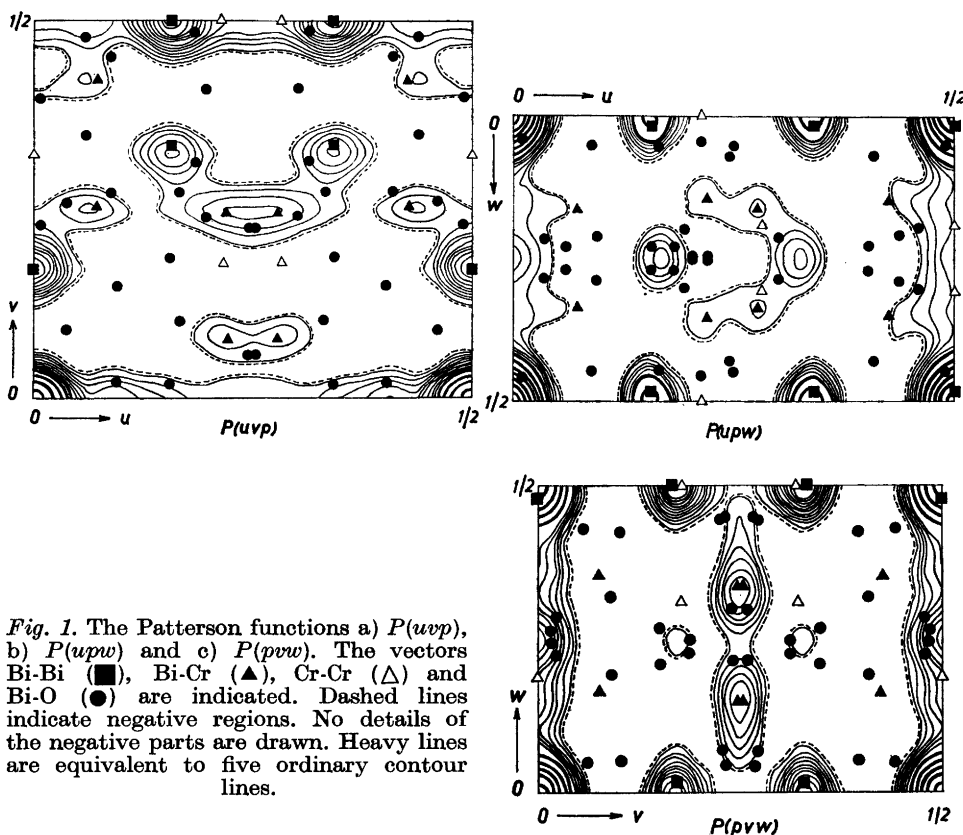 1/2
v
0
0
u
1/2
P(uvp)
0
u
1/2
0
w
1/2
P(upw)
1/2
w
0
0
v
1/2
P(pvw)
Fig. 1. The Patterson functions a) P(uvp),
b) P(upw) and c) P(pvw). The vectors
Bi-Bi (■), Bi-Cr (▲), Cr-Cr (△) and
Bi-O (●) are indicated. Dashed lines
indicate negative regions. No details of
the negative parts are drawn. Heavy lines
are equivalent to five ordinary contour
lines.